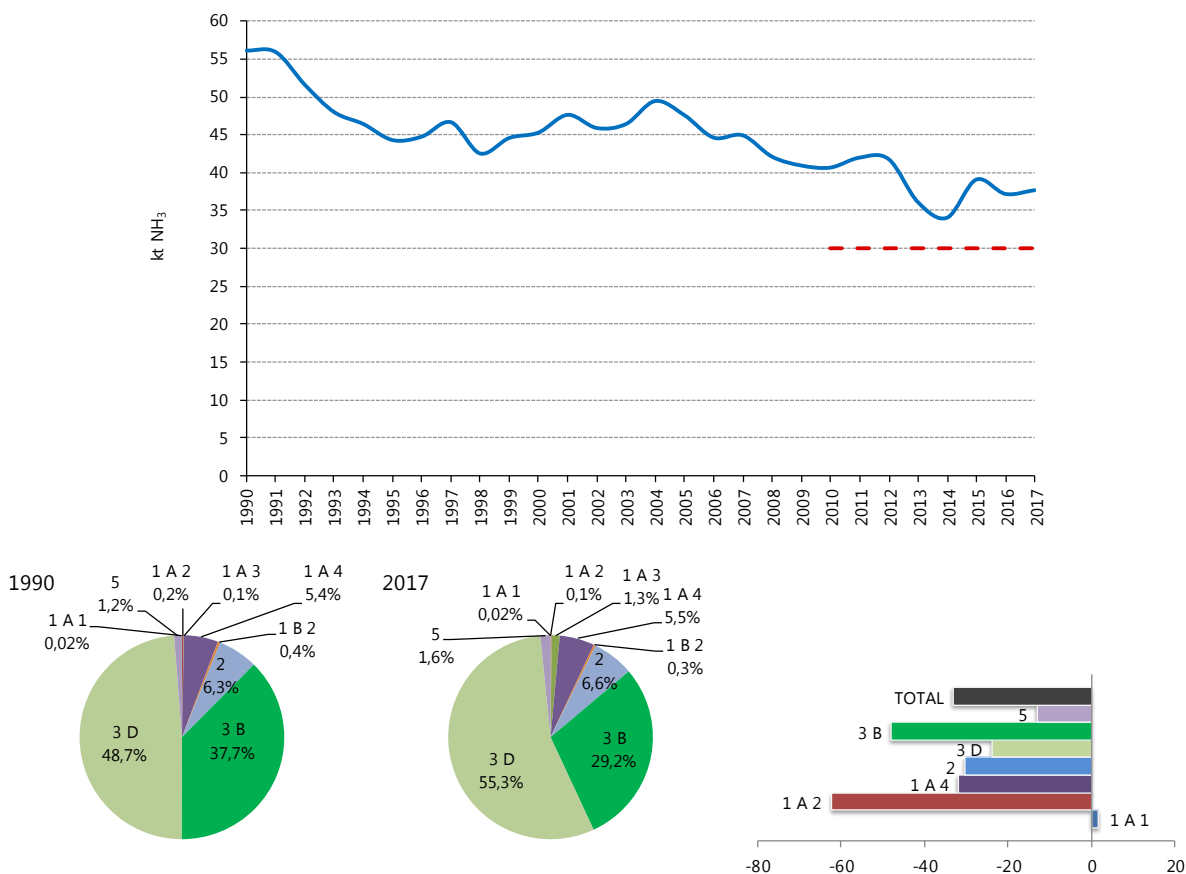 60
55
50
45
40
35
30
25
20
15
10
5
0
kt NH₃
1990 1991 1992 1993 1994 1995 1996 1997 1998 1999 2000 2001 2002 2003 2004 2005 2006 2007 2008 2009 2010 2011 2012 2013 2014 2015 2016 2017
1990
1 A 1
0,02%
5
1,2%
1 A 2
0,2%
1 A 3
0,1%
1 A 4
5,4%
1 B 2
0,4%
2
6,3%
3 B
37,7%
3 D
48,7%
2017
5
1,6%
1 A 1
0,02%
1 A 2
0,1%
1 A 3
1,3%
1 A 4
5,5%
1 B 2
0,3%
2
6,6%
3 B
29,2%
3 D
55,3%
TOTAL
5
3 B
3 D
2
1 A 4
1 A 2
1 A 1
-80 -60 -40 -20 0 20